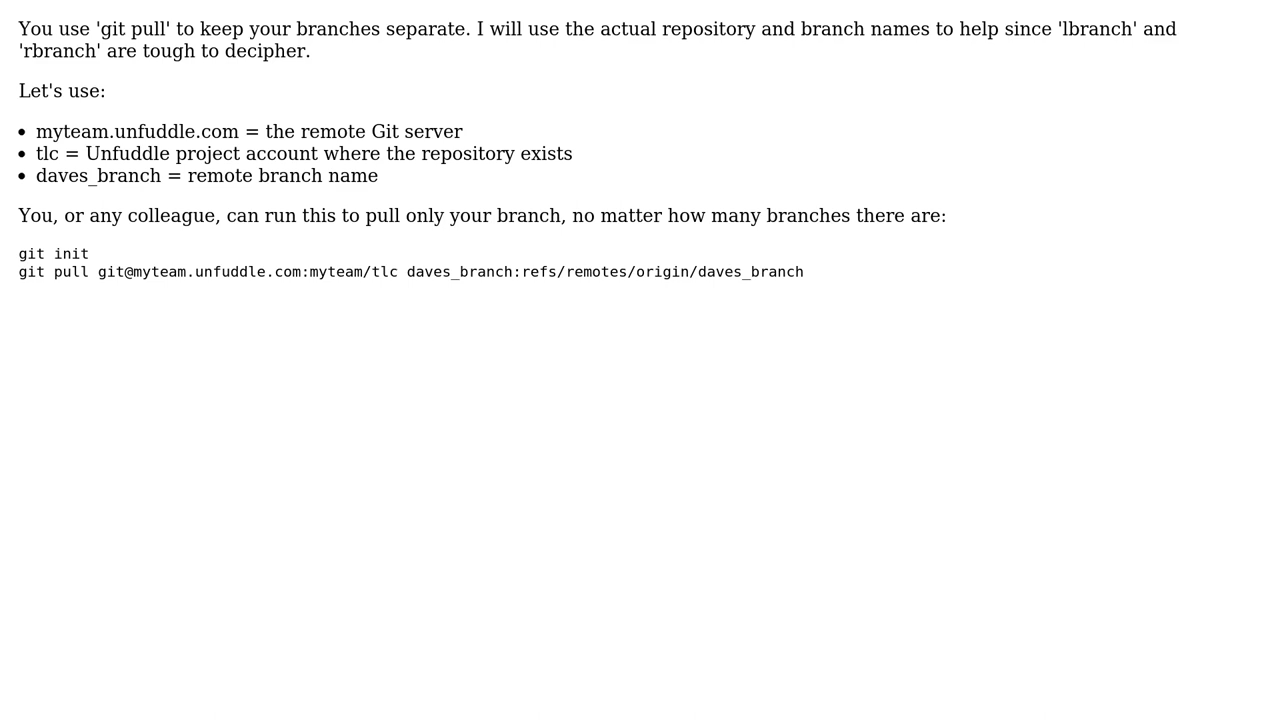 You use 'git pull' to keep your branches separate. I will use the actual repository and branch names to help since 'lbranch' and
'rbranch' are tough to decipher.
Let's use:
• myteam.unfuddle.com = the remote Git server
• tlc = Unfuddle project account where the repository exists
• daves_branch = remote branch name
You, or any colleague, can run this to pull only your branch, no matter how many branches there are:
git init
git pull git@myteam.unfuddle.com:myteam/tlc daves_branch:refs/remotes/origin/daves_branch